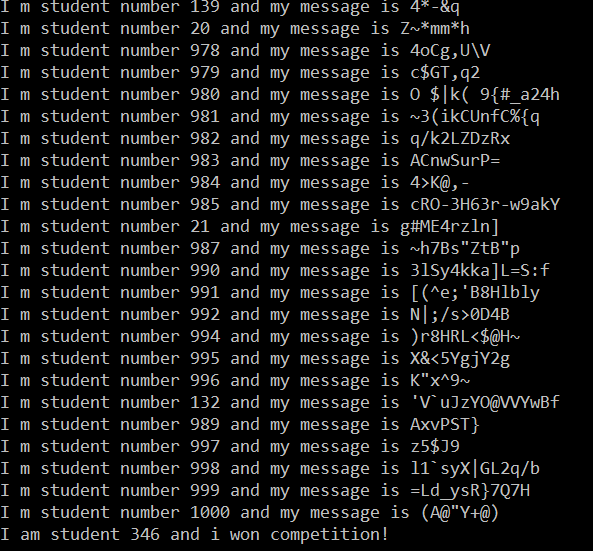 I m student number 139 and my message is 4*-&q
I m student number 20 and my message is Z~*mm*h
I m student number 978 and my message is 4oCg,U\V
I m student number 979 and my message is c$GT,q2
I m student number 980 and my message is O $|k( 9{#_a24h
I m student number 981 and my message is ~3(ikCUnfC%{q
I m student number 982 and my message is q/k2LZDzRx
I m student number 983 and my message is ACnwSurP=
I m student number 984 and my message is 4>K@,-
I m student number 985 and my message is cRO-3H63r-w9akY
I m student number 21 and my message is g#ME4rzln]
I m student number 987 and my message is ~h7Bs"ZtB"p
I m student number 990 and my message is 3lSy4kka]L=S:f
I m student number 991 and my message is [(^e;'B8Hlbly
I m student number 992 and my message is N|;/s>0D4B
I m student number 994 and my message is )r8HRL<$@H~
I m student number 995 and my message is X&<5YgjY2g
I m student number 996 and my message is K"x^9~
I m student number 132 and my message is 'V`uJzYO@VVYwBf
I m student number 989 and my message is AxvPST}
I m student number 997 and my message is z5$J9
I m student number 998 and my message is l1`syX|GL2q/b
I m student number 999 and my message is =Ld_ysR}7Q7H
I m student number 1000 and my message is (A@"Y+@)
I am student 346 and i won competition!